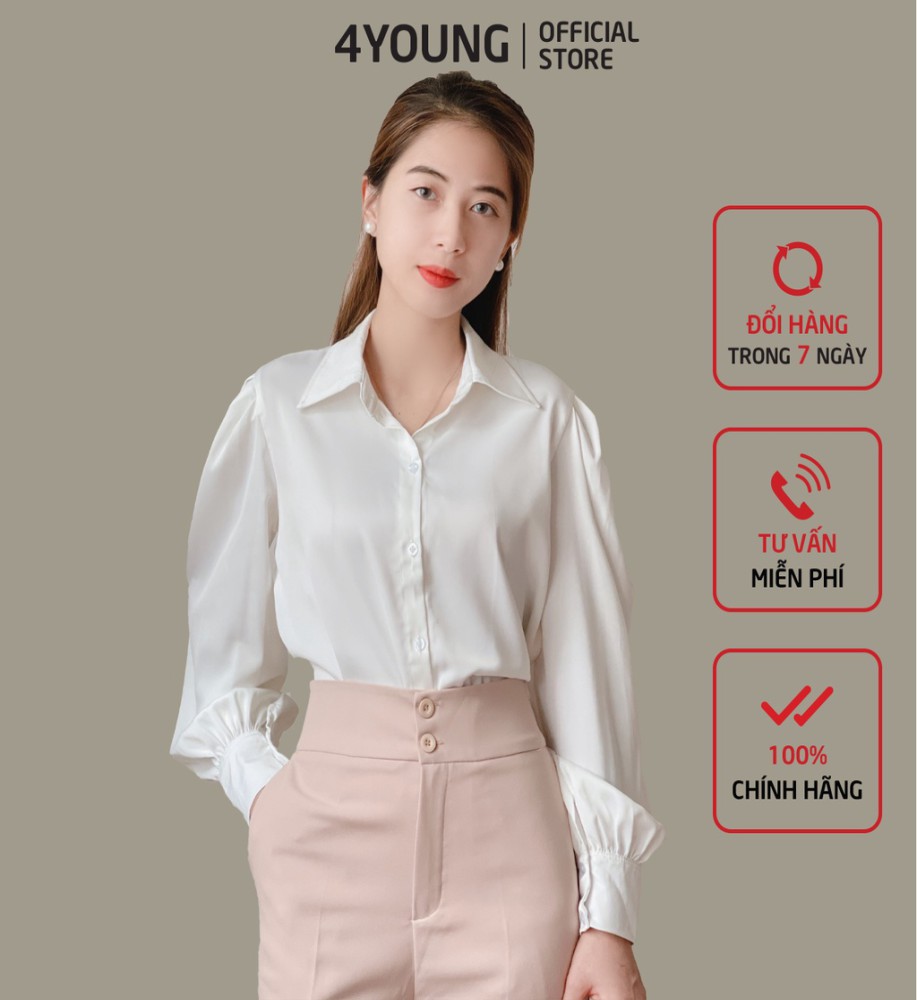 4YOUNG
OFFICIAL
STORE
ĐỔI HÀNG
TRONG 7 NGÀY
TƯ VẤN
MIỄN PHÍ
100%
CHÍNH HÃNG